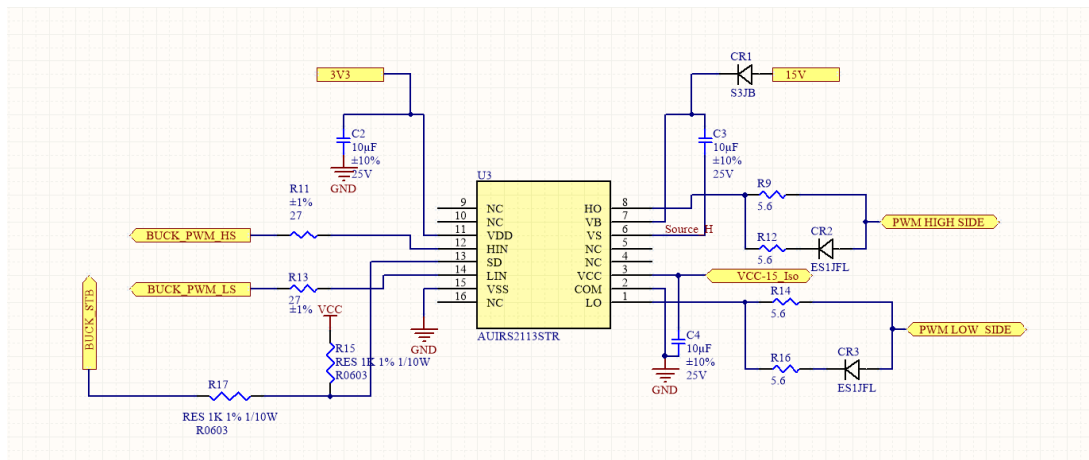 3V3
CR1
15V
S3JB
C2
10μF
±10%
25V
GND
C3
10μF
±10%
25V
U3
R11
±1%
27
BUCK_PWM_HS
R13
27
±1%
BUCK_PWM_LS
VCC
BUCK_STB
R15
RES 1K 1% 1/10W
R0603
R17
RES 1K 1% 1/10W
R0603
9 NC
10 NC
11 VDD
12 HIN
13 SD
14 LIN
15 VSS
16 NC
HO 8
VB 7
VS 6
NC 5
NC 4
VCC 3
COM 2
LO 1
AUIRS2113STR
GND
Source_H
R9
5.6
R12
5.6
CR2
ES1JFL
PWM HIGH SIDE
VCC-15_Iso
C4
10μF
±10%
25V
GND
R14
5.6
R16
5.6
CR3
ES1JFL
PWM LOW_SIDE